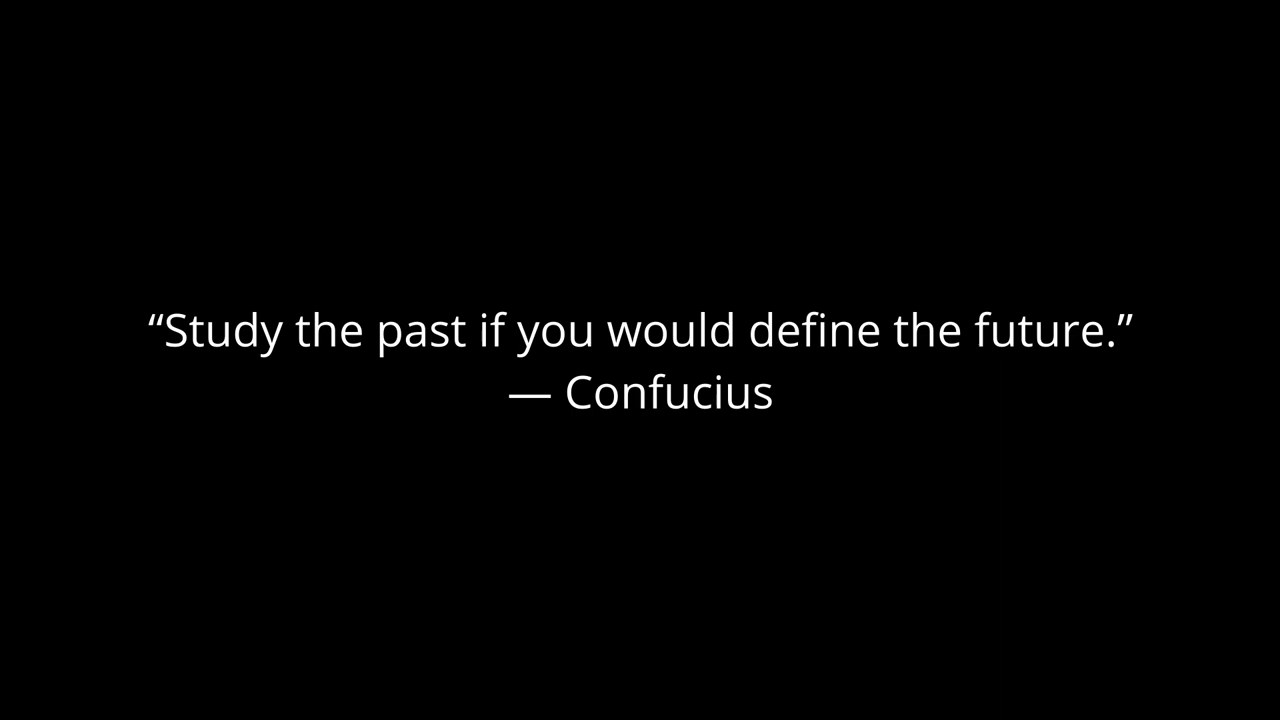 “Study the past if you would define the future.”
— Confucius